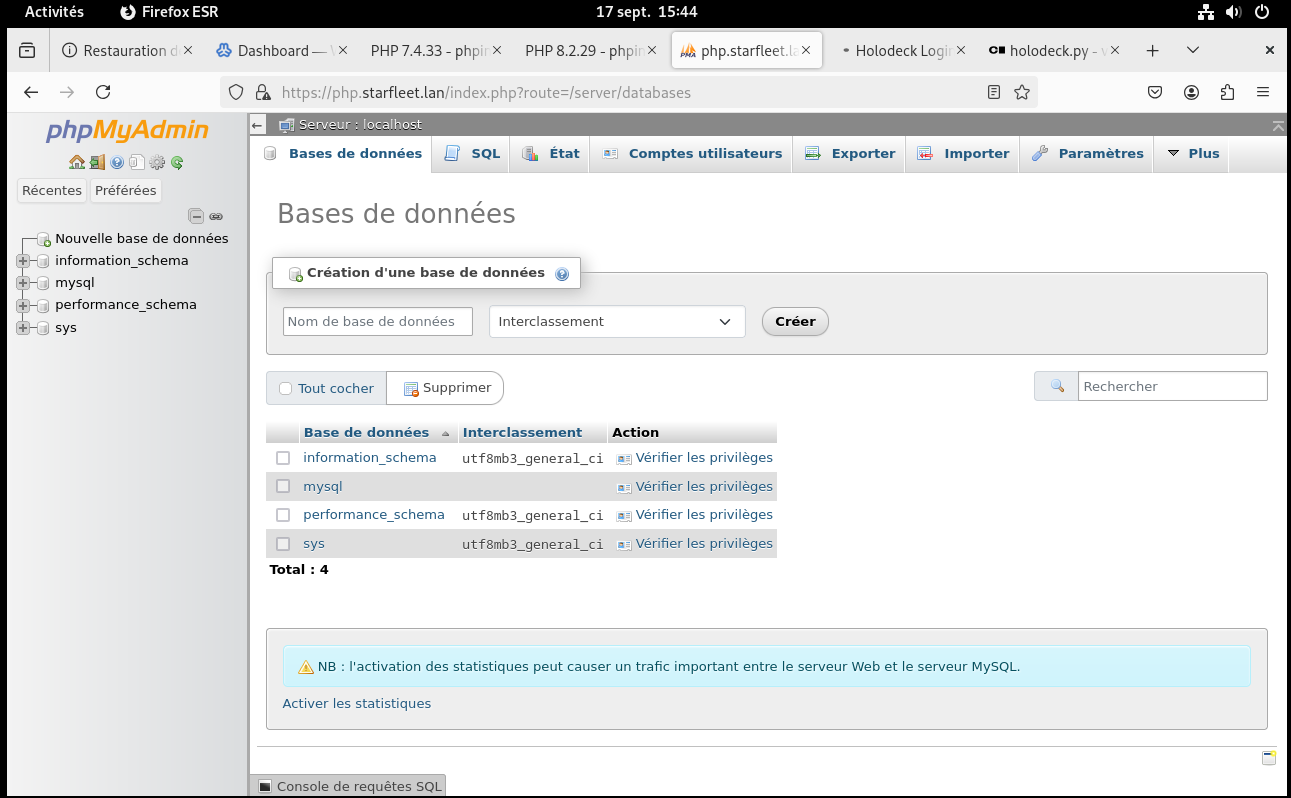 Activités Firefox ESR 17 sept. 15:44
Restauration d Dashboard — PHP 7.4.33 - phpin PHP 8.2.29 - phpin php.starfleet.la Holodeck Logi holodeck.py - v
https://php.starfleet.lan/index.php?route=/server/databases
phpMyAdmin
Récentes Préférées
Nouvelle base de données
information_schema
mysql
performance_schema
sys
Serveur : localhost
Bases de données SQL État Comptes utilisateurs Exporter Importer Paramètres Plus
Bases de données
Création d'une base de données
Nom de base de données Interclassement Créer
Tout cocher Supprimer Rechercher
Base de données Interclassement Action
information_schema utf8mb3_general_ci Vérifier les privilèges
mysql Vérifier les privilèges
performance_schema utf8mb3_general_ci Vérifier les privilèges
sys utf8mb3_general_ci Vérifier les privilèges
Total : 4
NB : l'activation des statistiques peut causer un trafic important entre le serveur Web et le serveur MySQL.
Activer les statistiques
Console de requêtes SQL